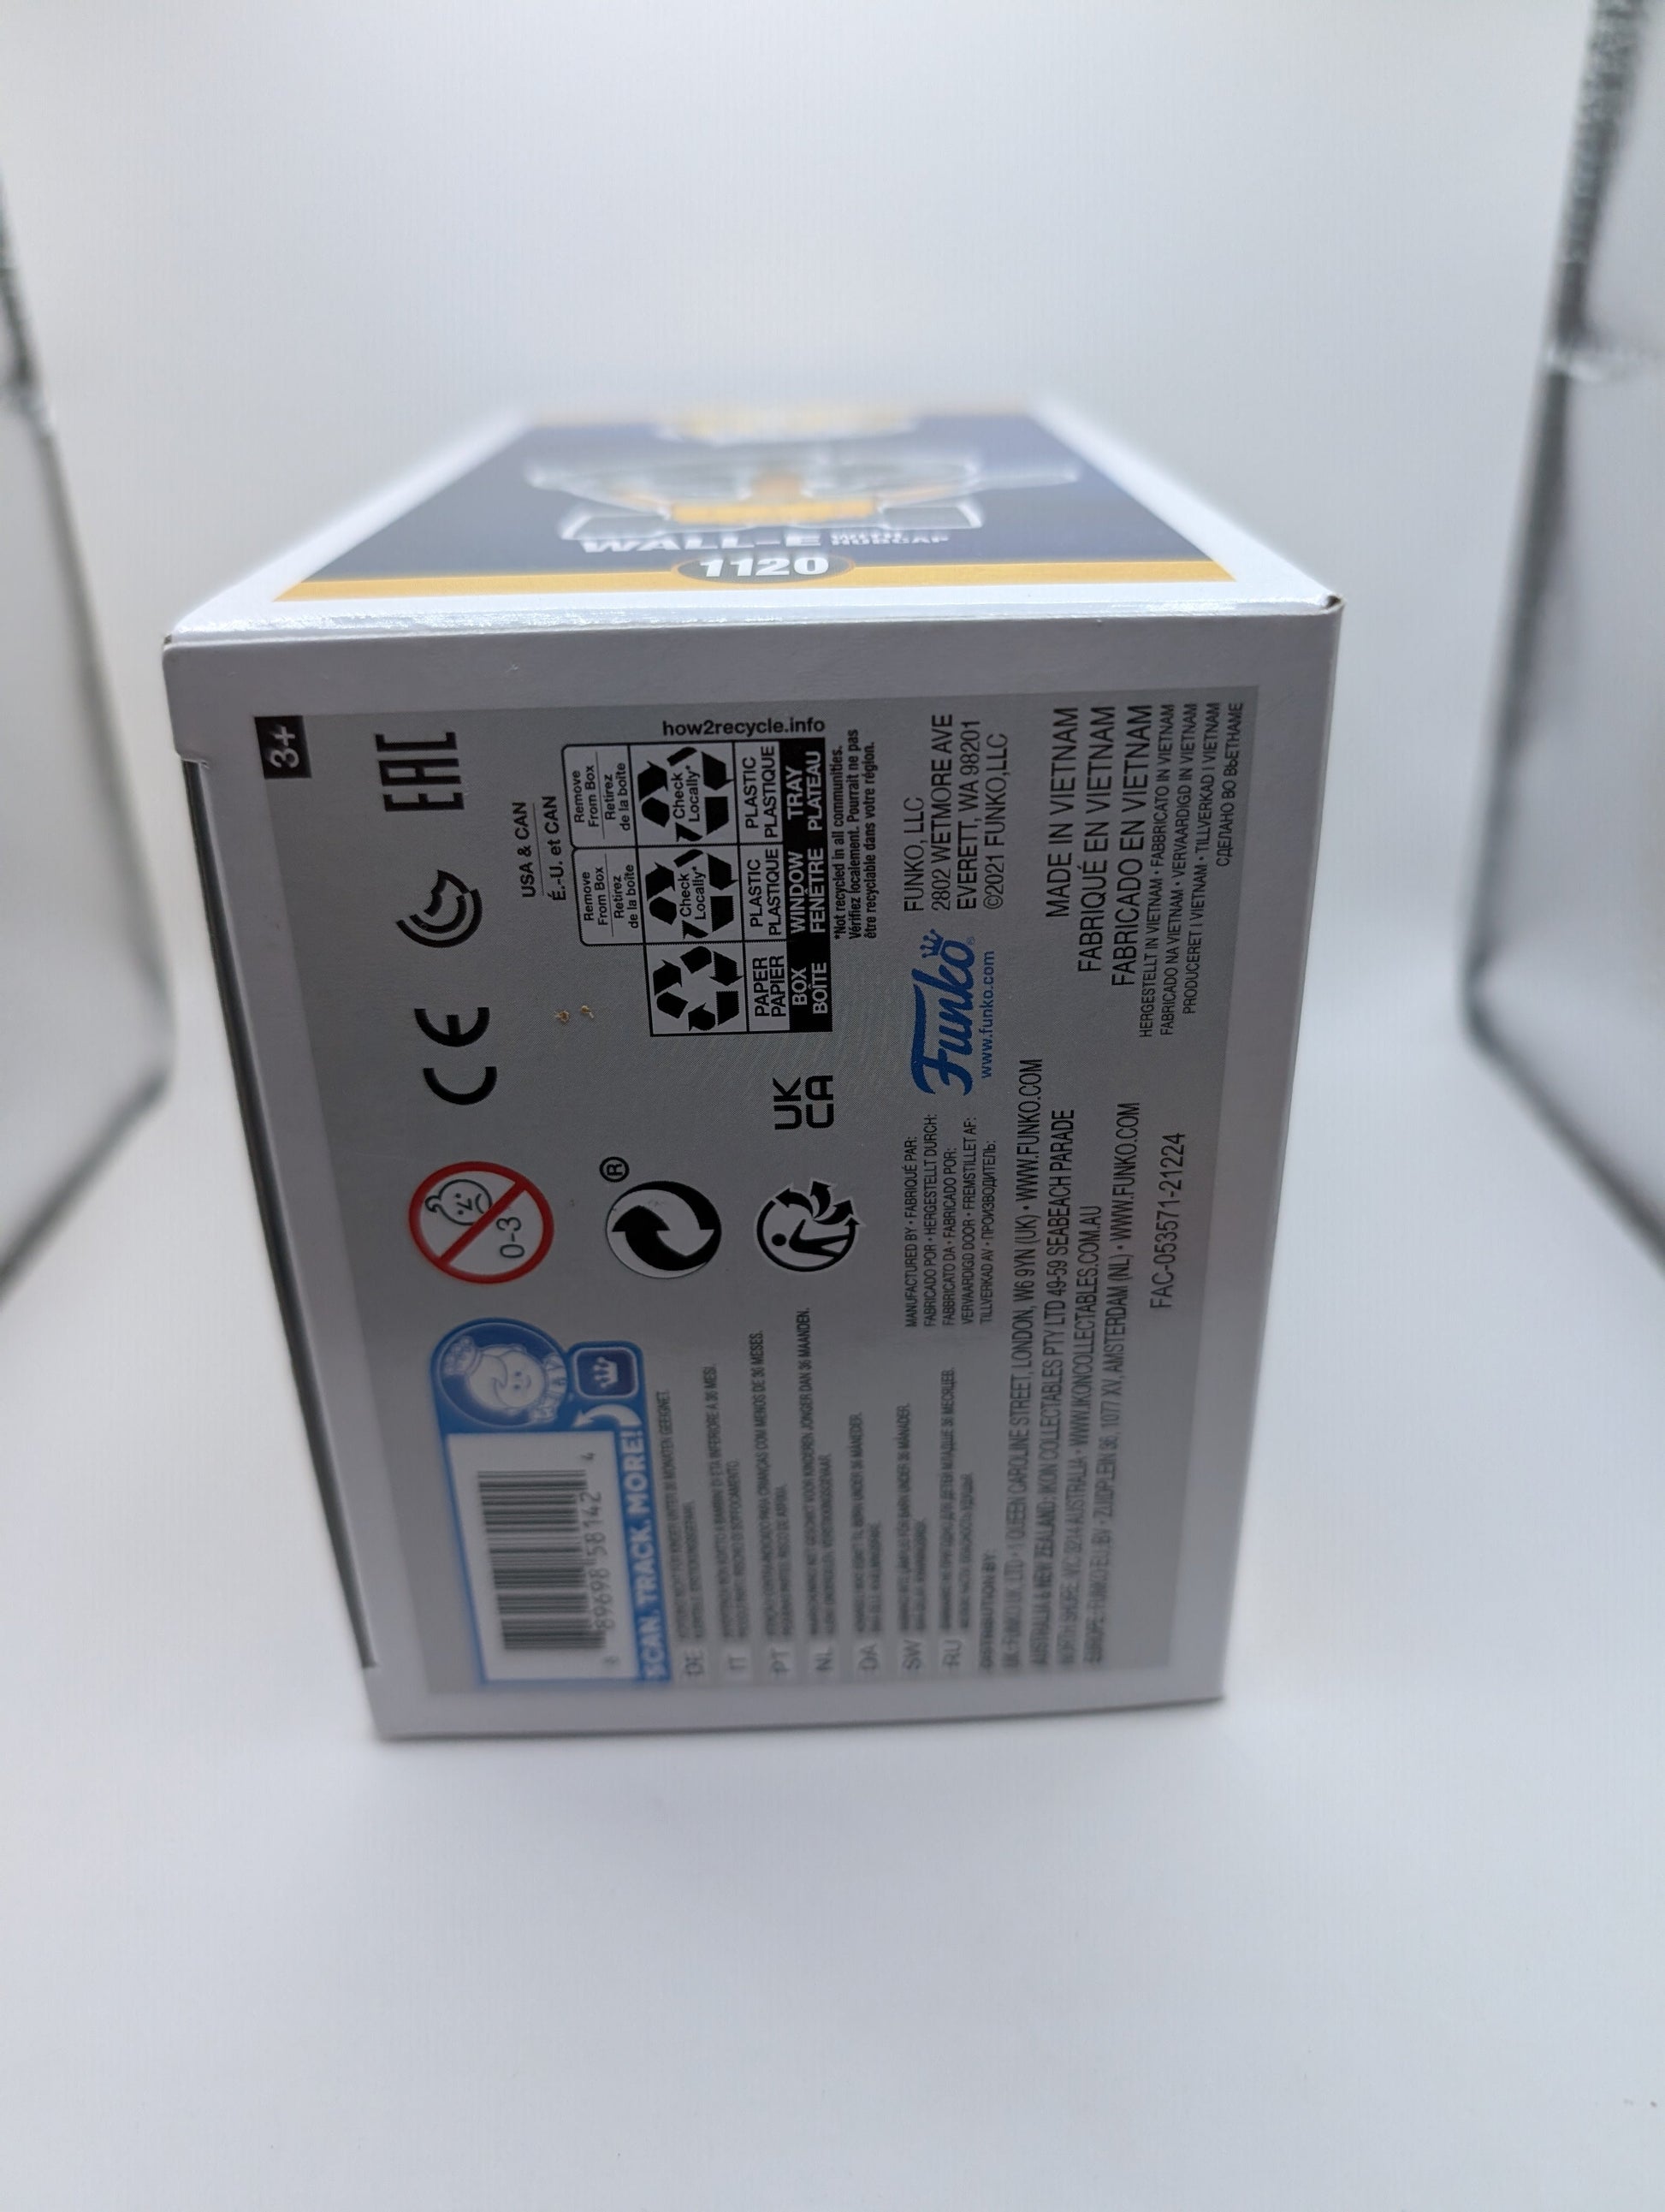 WALL-E WITH HUBCAP
1120
3+
EAC
CE
0-3
USA & CAN
É.-U. et CAN
Remove
From Box
Retirez
de la boîte
Remove
From Box
Retirez
de la boîte
Check
Locally*
Check
Locally*
PAPER
PAPIER
PLASTIC
PLASTIQUE
PLASTIC
PLASTIQUE
BOX
BOÎTE
WINDOW
FENÊTRE
TRAY
PLATEAU
how2recycle.info
*Not recycled in all communities.
Vérifiez localement. Pourrait ne pas
être recyclable dans votre région.
®
UK
CA
89698 58142 4
SCAN. TRACK. MORE!
DE
IT
PT
NL
DA
SW
RU
MANUFACTURED BY • FABRIQUÉ PAR:
FABRICADO POR • HERGESTELLT DURCH:
FABBRICATO DA • FABRICADO POR:
VERVAARDIGD DOOR • FREMSTILLET AF:
TILLVERKAD AV • ПРОИЗВОДИТЕЛЬ:
Funko
www.funko.com
FUNKO, LLC
2802 WETMORE AVE
EVERETT, WA 98201
©2021 FUNKO,LLC
DISTRIBUTION BY:
UK: FUNKO UK, LTD • 1 QUEEN CAROLINE STREET, LONDON, W6 9YN (UK) • WWW.FUNKO.COM
AUSTRALIA & NEW ZEALAND: IKON COLLECTABLES PTY LTD 49-59 SEABEACH PARADE
NORTH SHORE, VIC 3214 AUSTRALIA • WWW.IKONCOLLECTABLES.COM.AU
EUROPE: FUNKO EU, BV • ZUIDPLEIN 36, 1077 XV, AMSTERDAM (NL) • WWW.FUNKO.COM
FAC-053571-21224
MADE IN VIETNAM
FABRIQUÉ EN VIETNAM
FABRICADO EN VIETNAM
HERGESTELLT IN VIETNAM • FABBRICATO IN VIETNAM
FABRICADO NA VIETNAM • VERVAARDIGD IN VIETNAM
PRODUCERET I VIETNAM • TILLVERKAD I VIETNAM
СДЕЛАНО ВО ВЬЕТНАМЕ